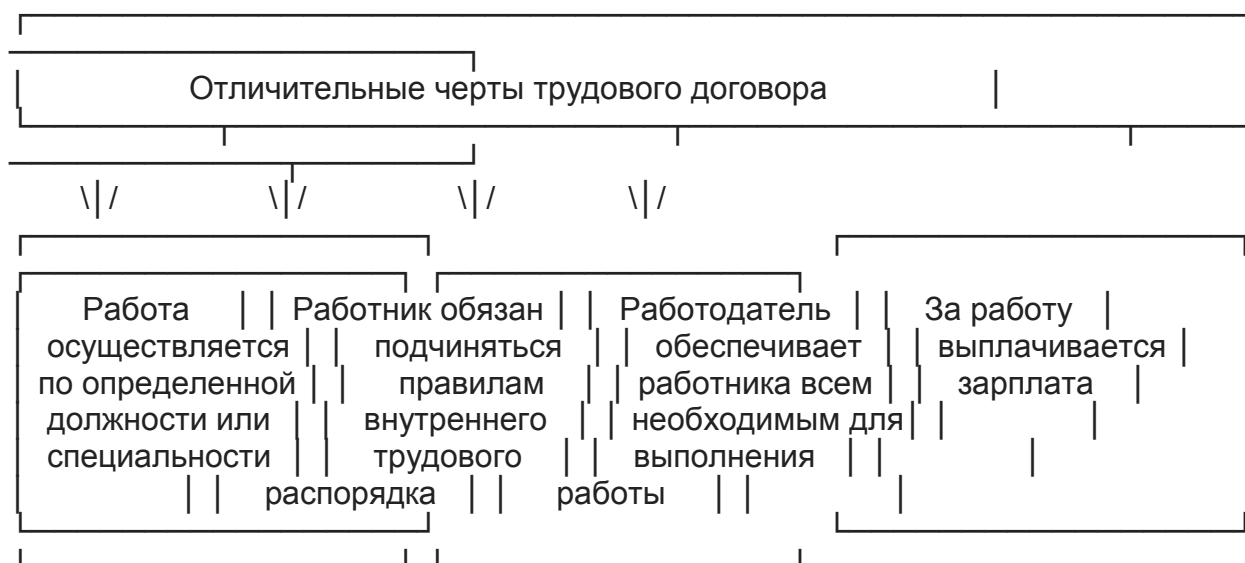 Отличительные черты трудового договора
\│/ \│/ \│/ \│/
Работа │ │ Работник обязан │ │ Работодатель │ │ За работу │
осуществляется │ │ подчиняться │ │ обеспечивает │ │ выплачивается │
по определенной │ │ правилам │ │ работника всем │ │ зарплата │
должности или │ │ внутреннего │ │ необходимым для│ │ │
специальности │ │ трудового │ │ выполнения │ │ │
│ │ распорядка │ │ работы │ │ │